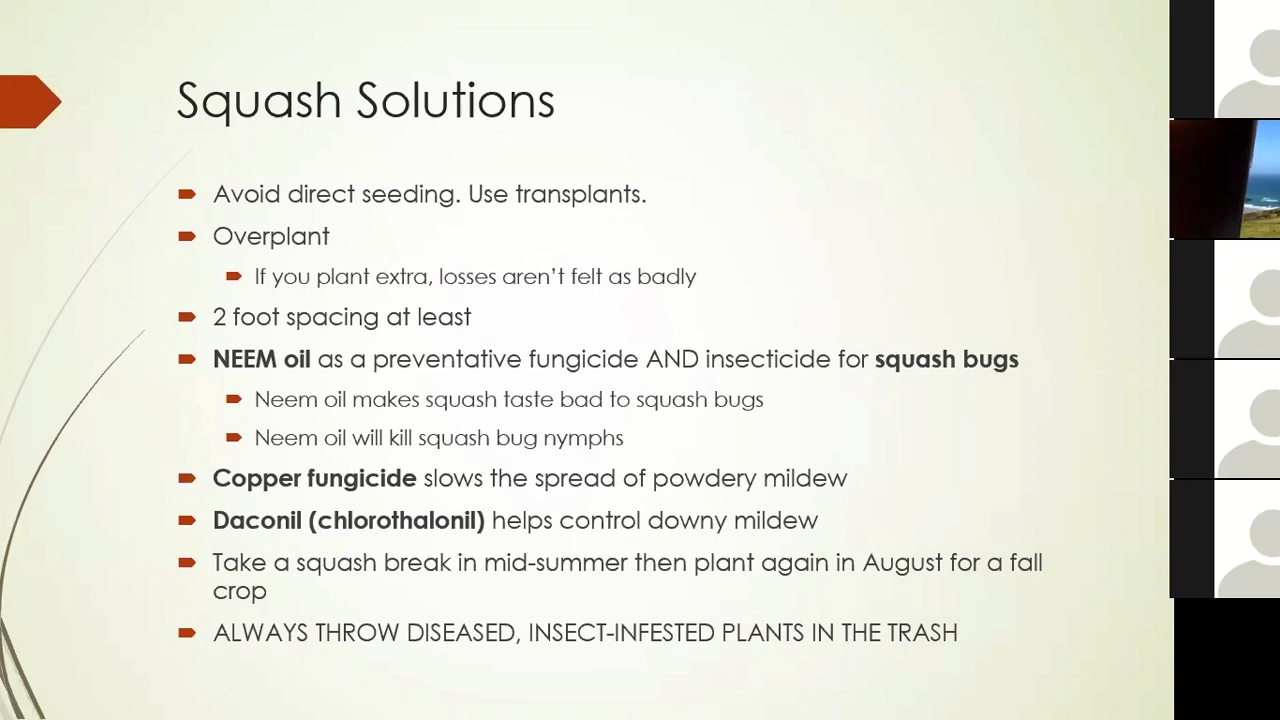 Squash Solutions
Avoid direct seeding. Use transplants.
Overplant
If you plant extra, losses aren’t felt as badly
2 foot spacing at least
NEEM oil as a preventative fungicide AND insecticide for squash bugs
Neem oil makes squash taste bad to squash bugs
Neem oil will kill squash bug nymphs
Copper fungicide slows the spread of powdery mildew
Daconil (chlorothalonil) helps control downy mildew
Take a squash break in mid-summer then plant again in August for a fall
crop
ALWAYS THROW DISEASED, INSECT-INFESTED PLANTS IN THE TRASH